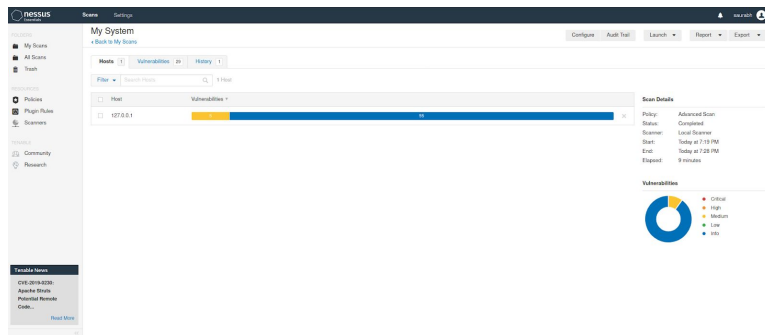 nessus
Essentials
Scans
Settings
saurabh
FOLDERS
My Scans
All Scans
Trash
RESOURCES
Policies
Plugin Rules
Scanners
TENABLE
Community
Research
Tenable News
CVE-2019-0230:
Apache Struts
Potential Remote
Code...
Read More
My System
Back to My Scans
Configure
Audit Trail
Launch
Report
Export
Hosts 1
Vulnerabilities 28
History 1
Filter
Search Hosts
1 Host
Host
Vulnerabilities
127.0.0.1
Scan Details
Policy: Advanced Scan
Status: Completed
Scanner: Local Scanner
Start: Today at 7:19 PM
End: Today at 7:28 PM
Elapsed: 9 minutes
Vulnerabilities
Critical
High
Medium
Low
Info